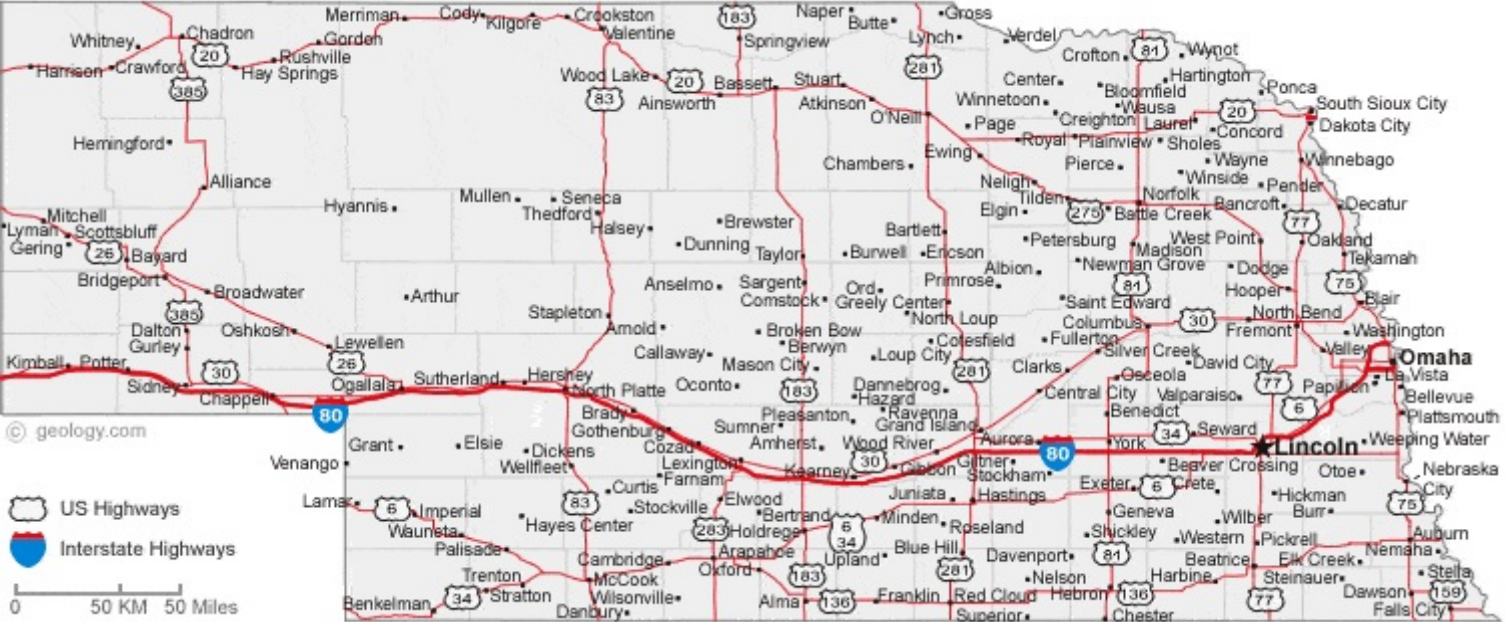 Merriman
Cody
Kilgore
Crookston
Valentine
183
Naper
Butte
Gross
Whitney
Chadron
Gordon
Rushville
Springview
Lynch
Verdel
Crofton
81
Wynot
20
Harrison
Crawford
Hay Springs
385
Wood Lake
20
Bassett
Stuart
281
Center
Bloomfield
Hartington
Ponca
83
Ainsworth
Atkinson
Winnetoon
Wausa
20
South Sioux City
O'Neill
Page
Creighton
Laurel
Concord
Dakota City
Hemingford
Royal
Plainview
Sholes
Chambers
Ewing
Pierce
Wayne
Winnebago
Alliance
Neligh
Winside
Pender
Hyannis
Mullen
Seneca
Thedford
Tilden
Norfolk
Bancroft
Decatur
Elgin
275
Battle Creek
77
Mitchell
Lyman
Scottsbluff
Gering
26
Bayard
Halsey
Brewster
Dunning
Taylor
Burwell
Bartlett
Ericson
Petersburg
Madison
West Point
Oakland
Bridgeport
Broadwater
Arthur
Anselmo
Sargent
Comstock
Ord
Greely Center
Primrose
Albion
Newman Grove
Dodge
Tekamah
81
Hooper
75
385
Stapleton
Arnold
North Loup
Saint Edward
Columbus
30
North Bend
Blair
Dalton
Gurley
Oshkosh
Lewellen
Broken Bow
Berwyn
Cotesfield
Fullerton
Fremont
Washington
Kimball
Potter
Sidney
30
Chappell
26
Ogallala
Sutherland
Hershey
North Platte
Callaway
Mason City
Loup City
281
Clarks
Silver Creek
David City
Valley
Omaha
Oconto
183
Dannebrog
Hazard
Central City
Osceola
Valparaiso
77
Papillion
La Vista
Bellevue
80
Brady
Gothenburg
Sumner
Pleasanton
Ravenna
Grand Island
Benedict
6
Plattsmouth
© geology.com
Grant
Elsie
Dickens
Cozad
Amherst
Wood River
Aurora
80
York
34
Seward
Lincoln
Weeping Water
Venango
Wellfleet
Lexington
Farnam
Kearney
30
Gibbon
Giltner
Stockham
Beaver Crossing
Otoe
Nebraska
City
US Highways
Lamar
6
Imperial
83
Curtis
Stockville
Elwood
Bertrand
Juniata
Hastings
Exeter
6
Crete
Hickman
Burr
75
Wauneta
Hayes Center
283
Holdrege
6
34
Minden
Roseland
Geneva
Shickley
Wilber
Interstate Highways
Palisade
Cambridge
Arapahoe
Upland
Blue Hill
Davenport
81
Western
Pickrell
Auburn
Nemaha
Trenton
McCook
Oxford
183
281
Nelson
Harbine
Beatrice
Elk Creek
Steinauer
Stella
0
50 KM
50 Miles
Benkelman
34
Stratton
Danbury
Wilsonville
Alma
136
Franklin
Red Cloud
Superior
Hebron
136
Chester
77
Dawson
159
Falls City